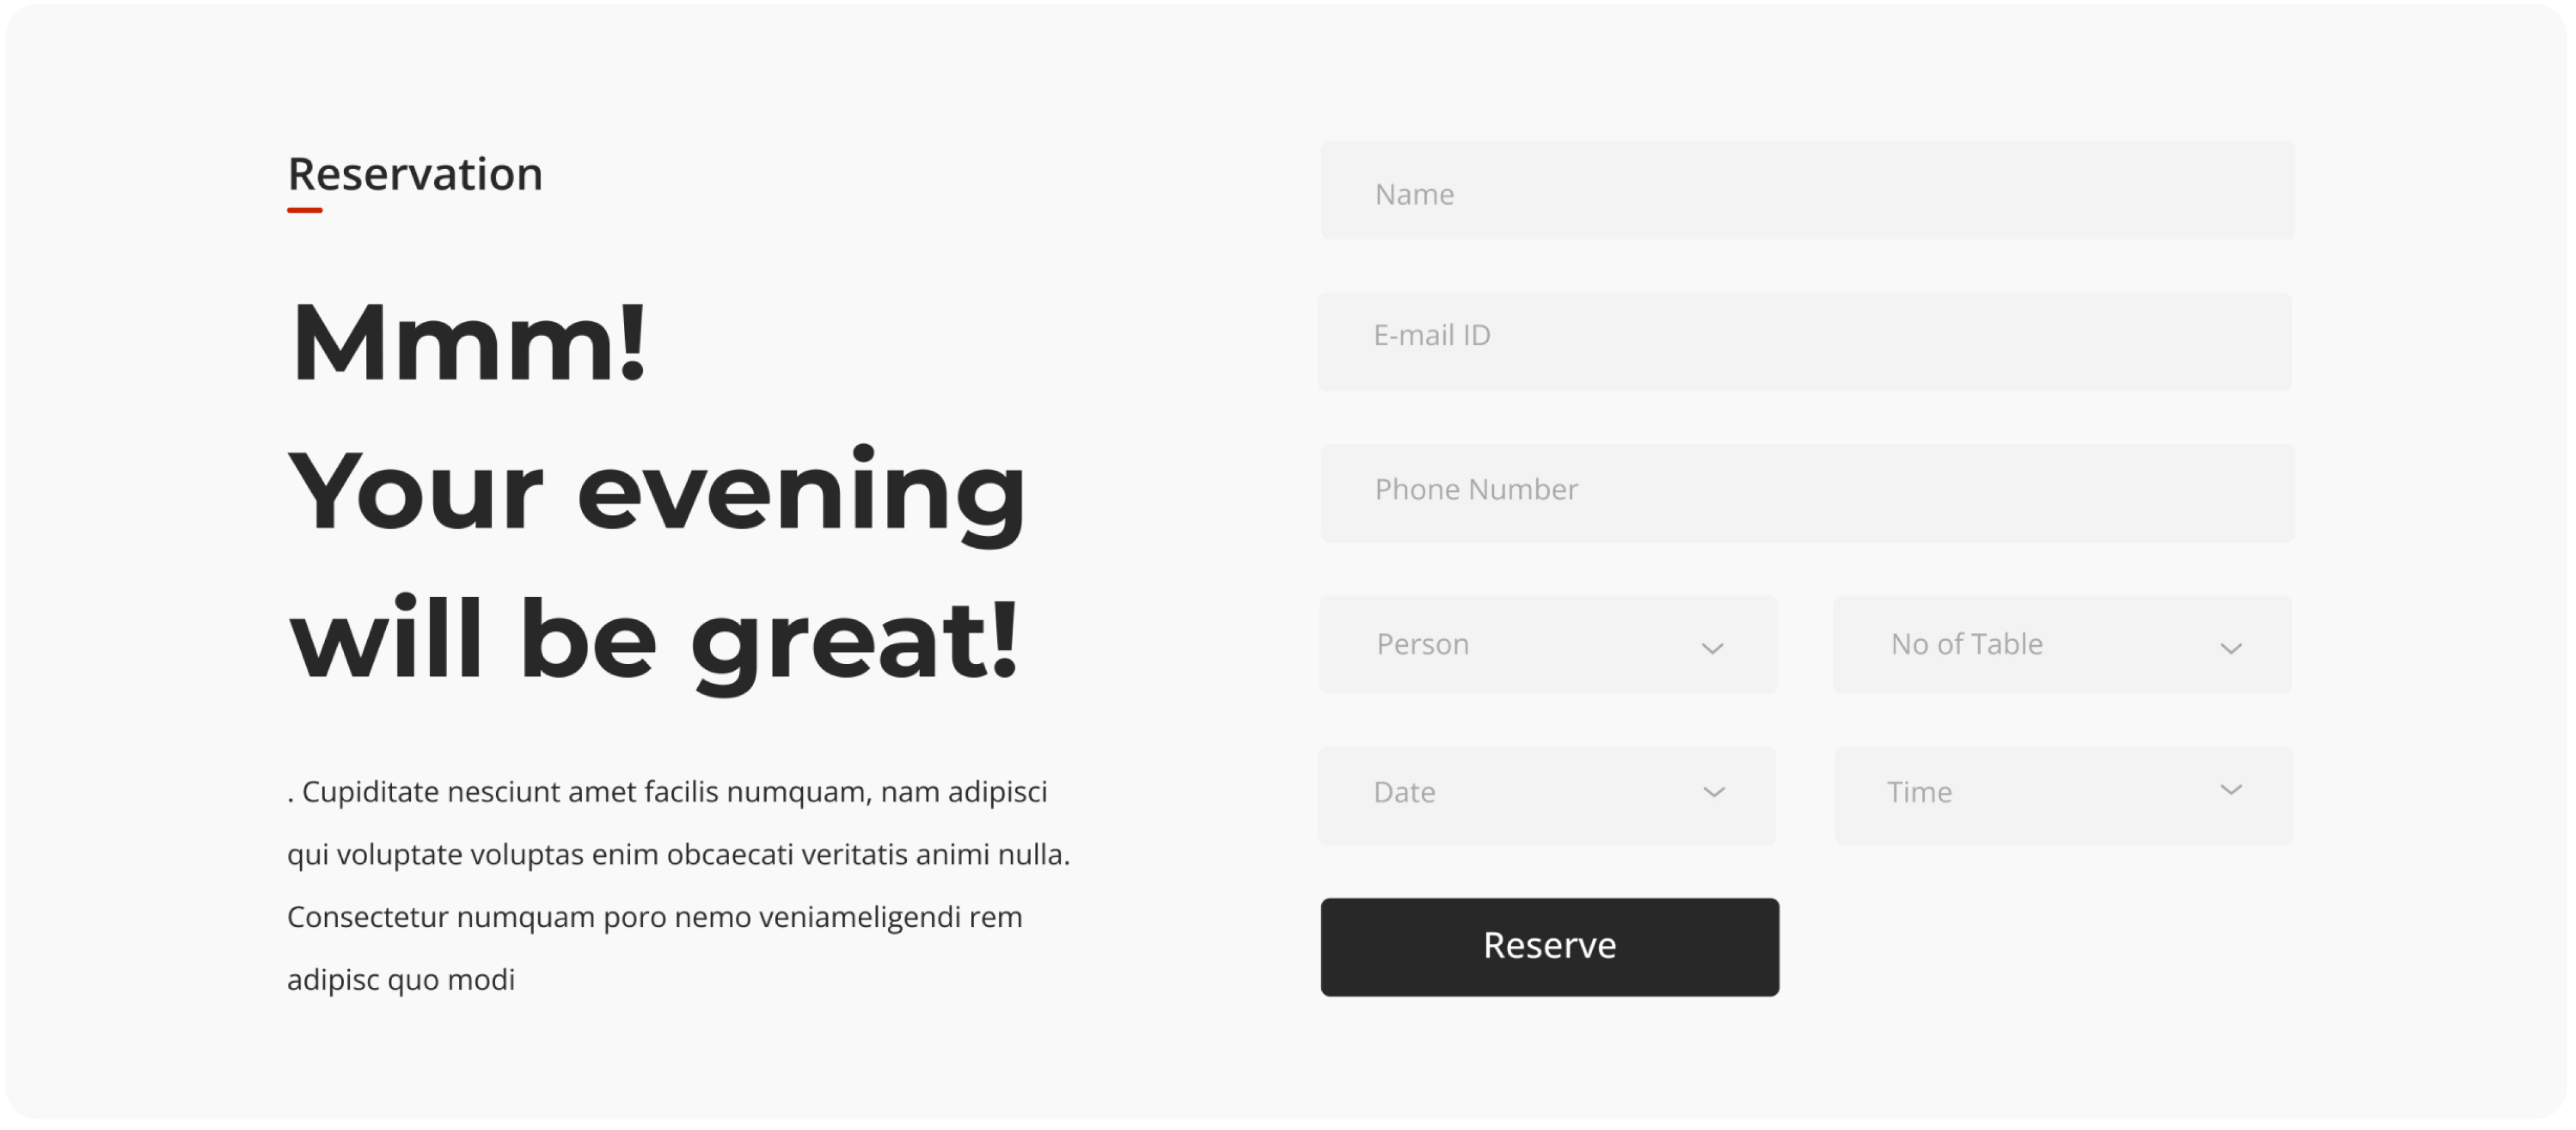 Reservation
Mmm!
Your evening
will be great!
. Cupiditate nesciunt amet facilis numquam, nam adipisci
qui voluptate voluptas enim obcaecati veritatis animi nulla.
Consectetur numquam poro nemo veniameligendi rem
adipisc quo modi
Name
E-mail ID
Phone Number
Person
No of Table
Date
Time
Reserve